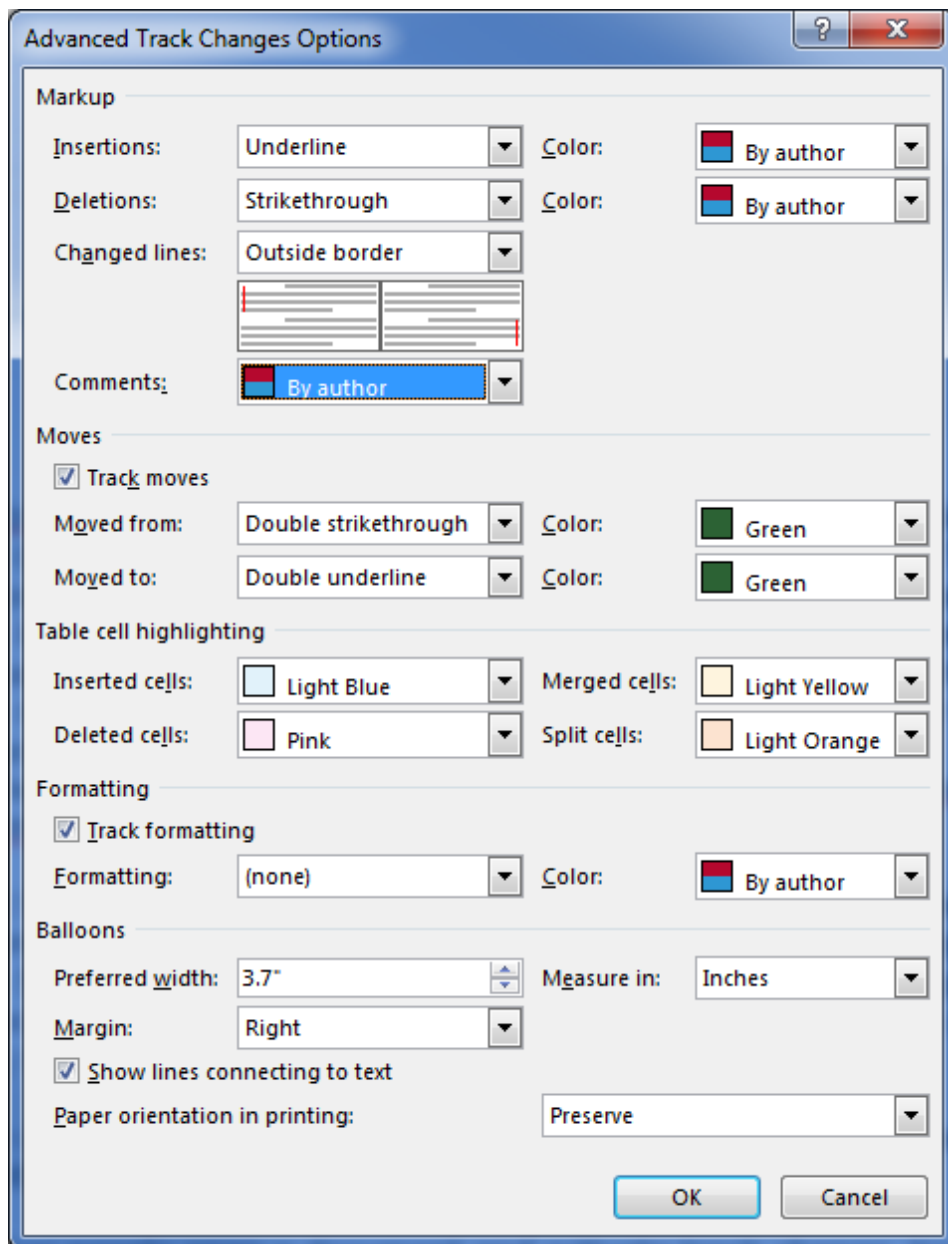 Advanced Track Changes Options ? X
Markup
Insertions: Underline Color: By author
Deletions: Strikethrough Color: By author
Changed lines: Outside border
Comments: By author
Moves
Track moves
Moved from: Double strikethrough Color: Green
Moved to: Double underline Color: Green
Table cell highlighting
Inserted cells: Light Blue Merged cells: Light Yellow
Deleted cells: Pink Split cells: Light Orange
Formatting
Track formatting
Formatting: (none) Color: By author
Balloons
Preferred width: 3.7" Measure in: Inches
Margin: Right
Show lines connecting to text
Paper orientation in printing: Preserve
OK Cancel